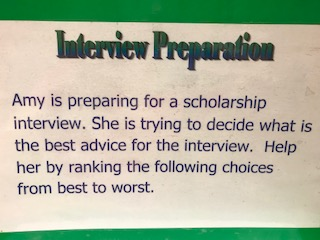 Interview Preparation
Amy is preparing for a scholarship
interview. She is trying to decide what is
the best advice for the interview. Help
her by ranking the following choices
from best to worst.